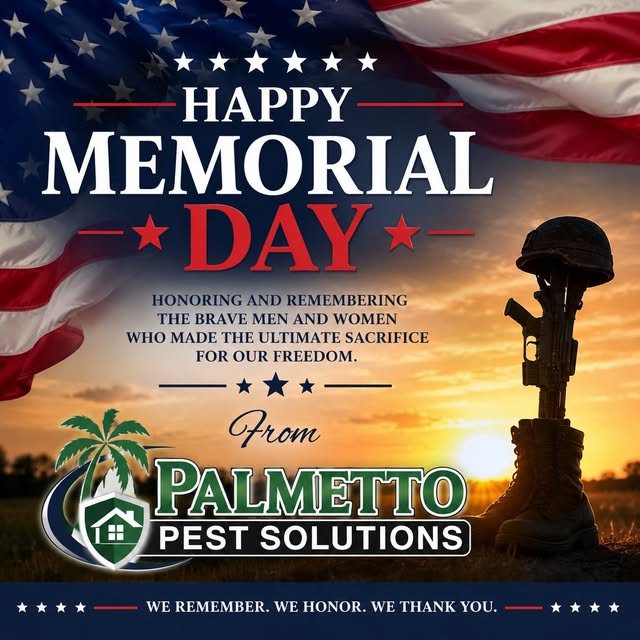 HAPPY
MEMORIAL
DAY
HONORING AND REMEMBERING
THE BRAVE MEN AND WOMEN
WHO MADE THE ULTIMATE SACRIFICE
FOR OUR FREEDOM.
From
PALMETTO
PEST SOLUTIONS
WE REMEMBER. WE HONOR. WE THANK YOU.